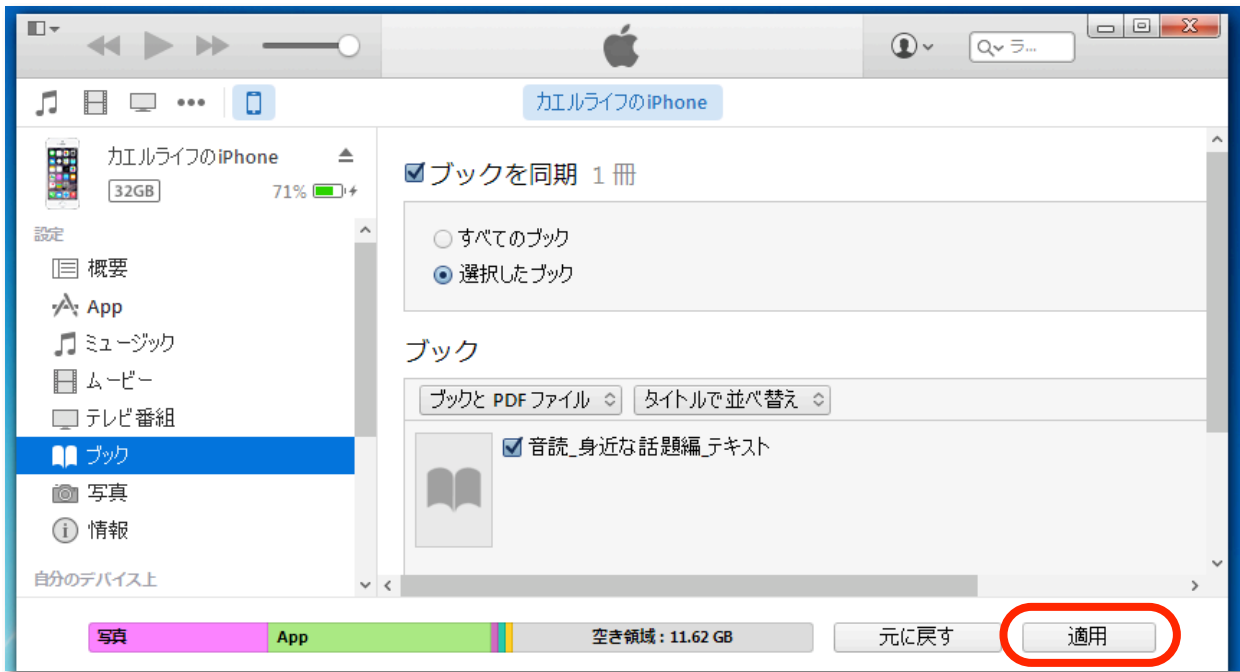 ラ...
カエルライフのiPhone
カエルライフのiPhone
32GB
71%
設定
概要
App
ミュージック
ムービー
テレビ番組
ブック
写真
情報
自分のデバイス上
ブックを同期 1 冊
すべてのブック
選択したブック
ブック
ブックと PDF ファイル
タイトルで並べ替え
音読_身近な話題編_テキスト
写真
App
空き領域 : 11.62 GB
元に戻す
適用